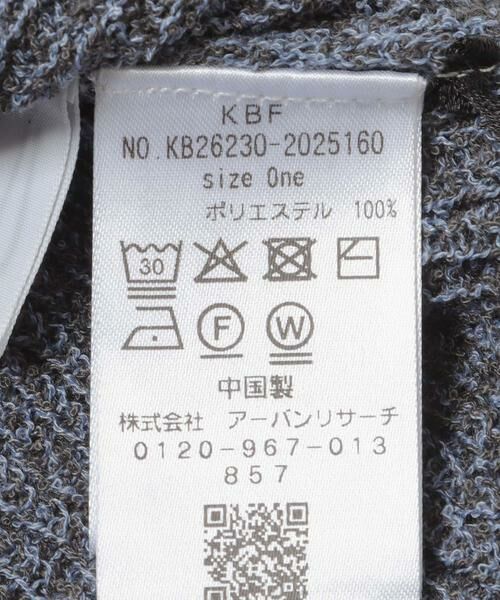 KBF
NO.KB26230-2025160
size One
ポリエステル 100%
30
F W
中国製
株式会社 アーバンリサーチ
0120-967-013
857